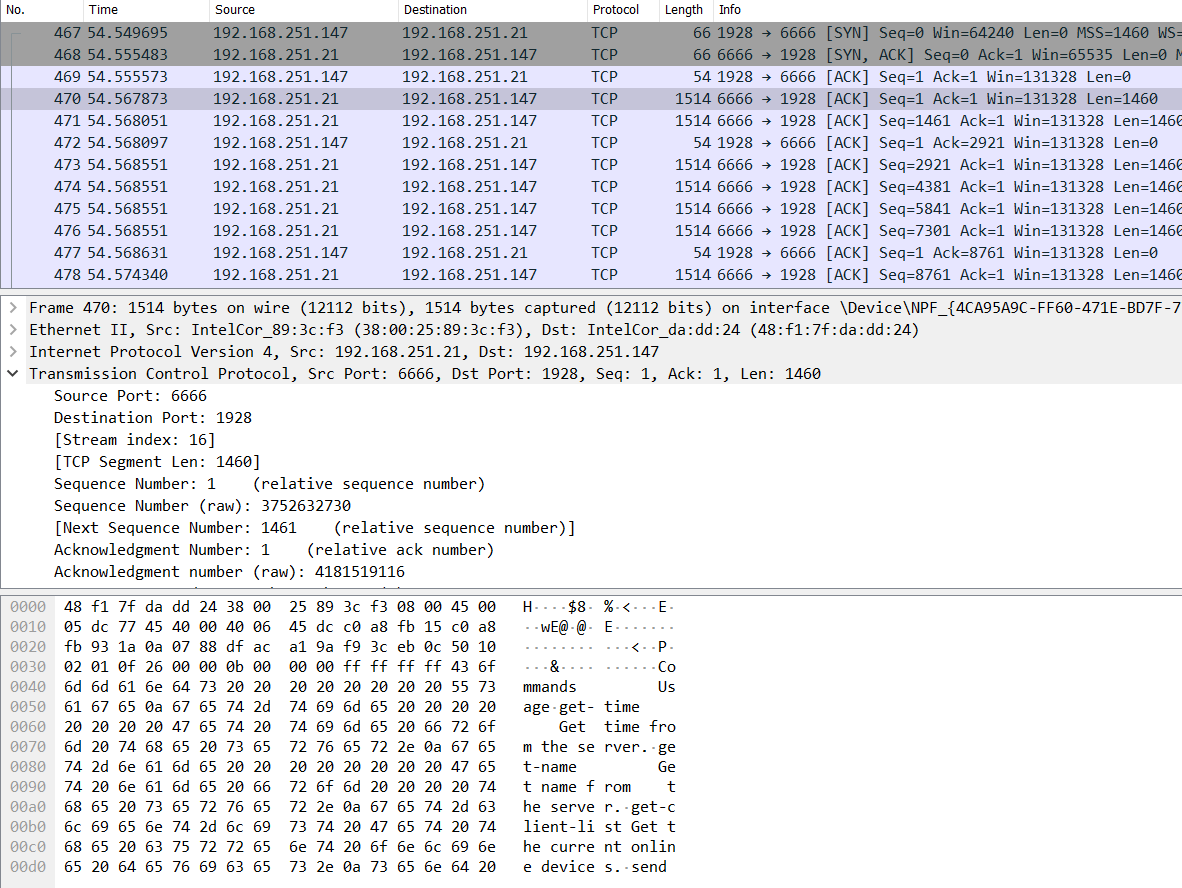 No. Time Source Destination Protocol Length Info
467 54.549695 192.168.251.147 192.168.251.21 TCP 66 1928 → 6666 [SYN] Seq=0 Win=64240 Len=0 MSS=1460 WS=
468 54.555483 192.168.251.21 192.168.251.21 TCP 66 1928 → 6666 [SYN, ACK] Seq=0 Ack=1 Win=65535 Len=0 M
469 54.555573 192.168.251.147 192.168.251.21 TCP 54 1928 → 6666 [ACK] Seq=1 Ack=1 Win=131328 Len=0
470 54.567873 192.168.251.21 192.168.251.147 TCP 1514 6666 → 1928 [ACK] Seq=1 Ack=1 Win=131328 Len=1460
471 54.568051 192.168.251.21 192.168.251.147 TCP 1514 6666 → 1928 [ACK] Seq=1461 Ack=1 Win=131328 Len=1460
472 54.568097 192.168.251.147 192.168.251.21 TCP 54 1928 → 6666 [ACK] Seq=1 Ack=2921 Win=131328 Len=0
473 54.568551 192.168.251.21 192.168.251.147 TCP 1514 6666 → 1928 [ACK] Seq=2921 Ack=1 Win=131328 Len=1460
474 54.568551 192.168.251.21 192.168.251.147 TCP 1514 6666 → 1928 [ACK] Seq=4381 Ack=1 Win=131328 Len=1460
475 54.568551 192.168.251.21 192.168.251.147 TCP 1514 6666 → 1928 [ACK] Seq=5841 Ack=1 Win=131328 Len=1460
476 54.568551 192.168.251.21 192.168.251.147 TCP 1514 6666 → 1928 [ACK] Seq=7301 Ack=1 Win=131328 Len=1460
477 54.568631 192.168.251.147 192.168.251.21 TCP 54 1928 → 6666 [ACK] Seq=1 Ack=8761 Win=131328 Len=0
478 54.574340 192.168.251.21 192.168.251.147 TCP 1514 6666 → 1928 [ACK] Seq=8761 Ack=1 Win=131328 Len=1460
Frame 470: 1514 bytes on wire (12112 bits), 1514 bytes captured (12112 bits) on interface \Device\NPF_{4CA95A9C-FF60-471E-BD7F-7
Ethernet II, Src: IntelCor_89:3c:f3 (38:00:25:89:3c:f3), Dst: IntelCor_da:dd:24 (48:f1:7f:da:dd:24)
Internet Protocol Version 4, Src: 192.168.251.21, Dst: 192.168.251.147
Transmission Control Protocol, Src Port: 6666, Dst Port: 1928, Seq: 1, Ack: 1, Len: 1460
Source Port: 6666
Destination Port: 1928
[Stream index: 16]
[TCP Segment Len: 1460]
Sequence Number: 1    (relative sequence number)
Sequence Number (raw): 3752632730
[Next Sequence Number: 1461    (relative sequence number)]
Acknowledgment Number: 1    (relative ack number)
Acknowledgment number (raw): 4181519116
0000 48 f1 7f da dd 24 38 00 25 89 3c f3 08 00 45 00 H····$8· %·<···E·
0010 05 dc 77 45 40 00 40 06 45 dc c0 a8 fb 15 c0 a8 ··wE@·@· E·······
0020 fb 93 1a 0a 07 88 df ac a1 9a f9 3c eb 0c 50 10 ········ ···<··P·
0030 02 01 0f 26 00 00 0b 00 00 00 ff ff ff ff 43 6f ···&···· ······Co
0040 6d 6d 61 6e 64 73 20 20 20 20 20 20 20 20 55 73 mmands         Us
0050 61 67 65 0a 67 65 74 2d 74 69 6d 65 20 20 20 20 age·get- time
0060 20 20 20 20 47 65 74 20 74 69 6d 65 20 66 72 6f     Get  time fro
0070 6d 20 74 68 65 20 73 65 72 76 65 72 2e 0a 67 65 m the se rver.·ge
0080 74 2d 6e 61 6d 65 20 20 20 20 20 20 20 20 47 65 t-name         Ge
0090 74 20 6e 61 6d 65 20 66 72 6f 6d 20 20 20 20 74 t name f rom    t
00a0 68 65 20 73 65 72 76 65 72 2e 0a 67 65 74 2d 63 he serve r.·get-c
00b0 6c 69 65 6e 74 2d 6c 69 73 74 20 47 65 74 20 74 lient-li st Get t
00c0 68 65 20 63 75 72 72 65 6e 74 20 6f 6e 6c 69 6e he curre nt onlin
00d0 65 20 64 65 76 69 63 65 73 2e 0a 73 65 6e 64 20 e device s.·send